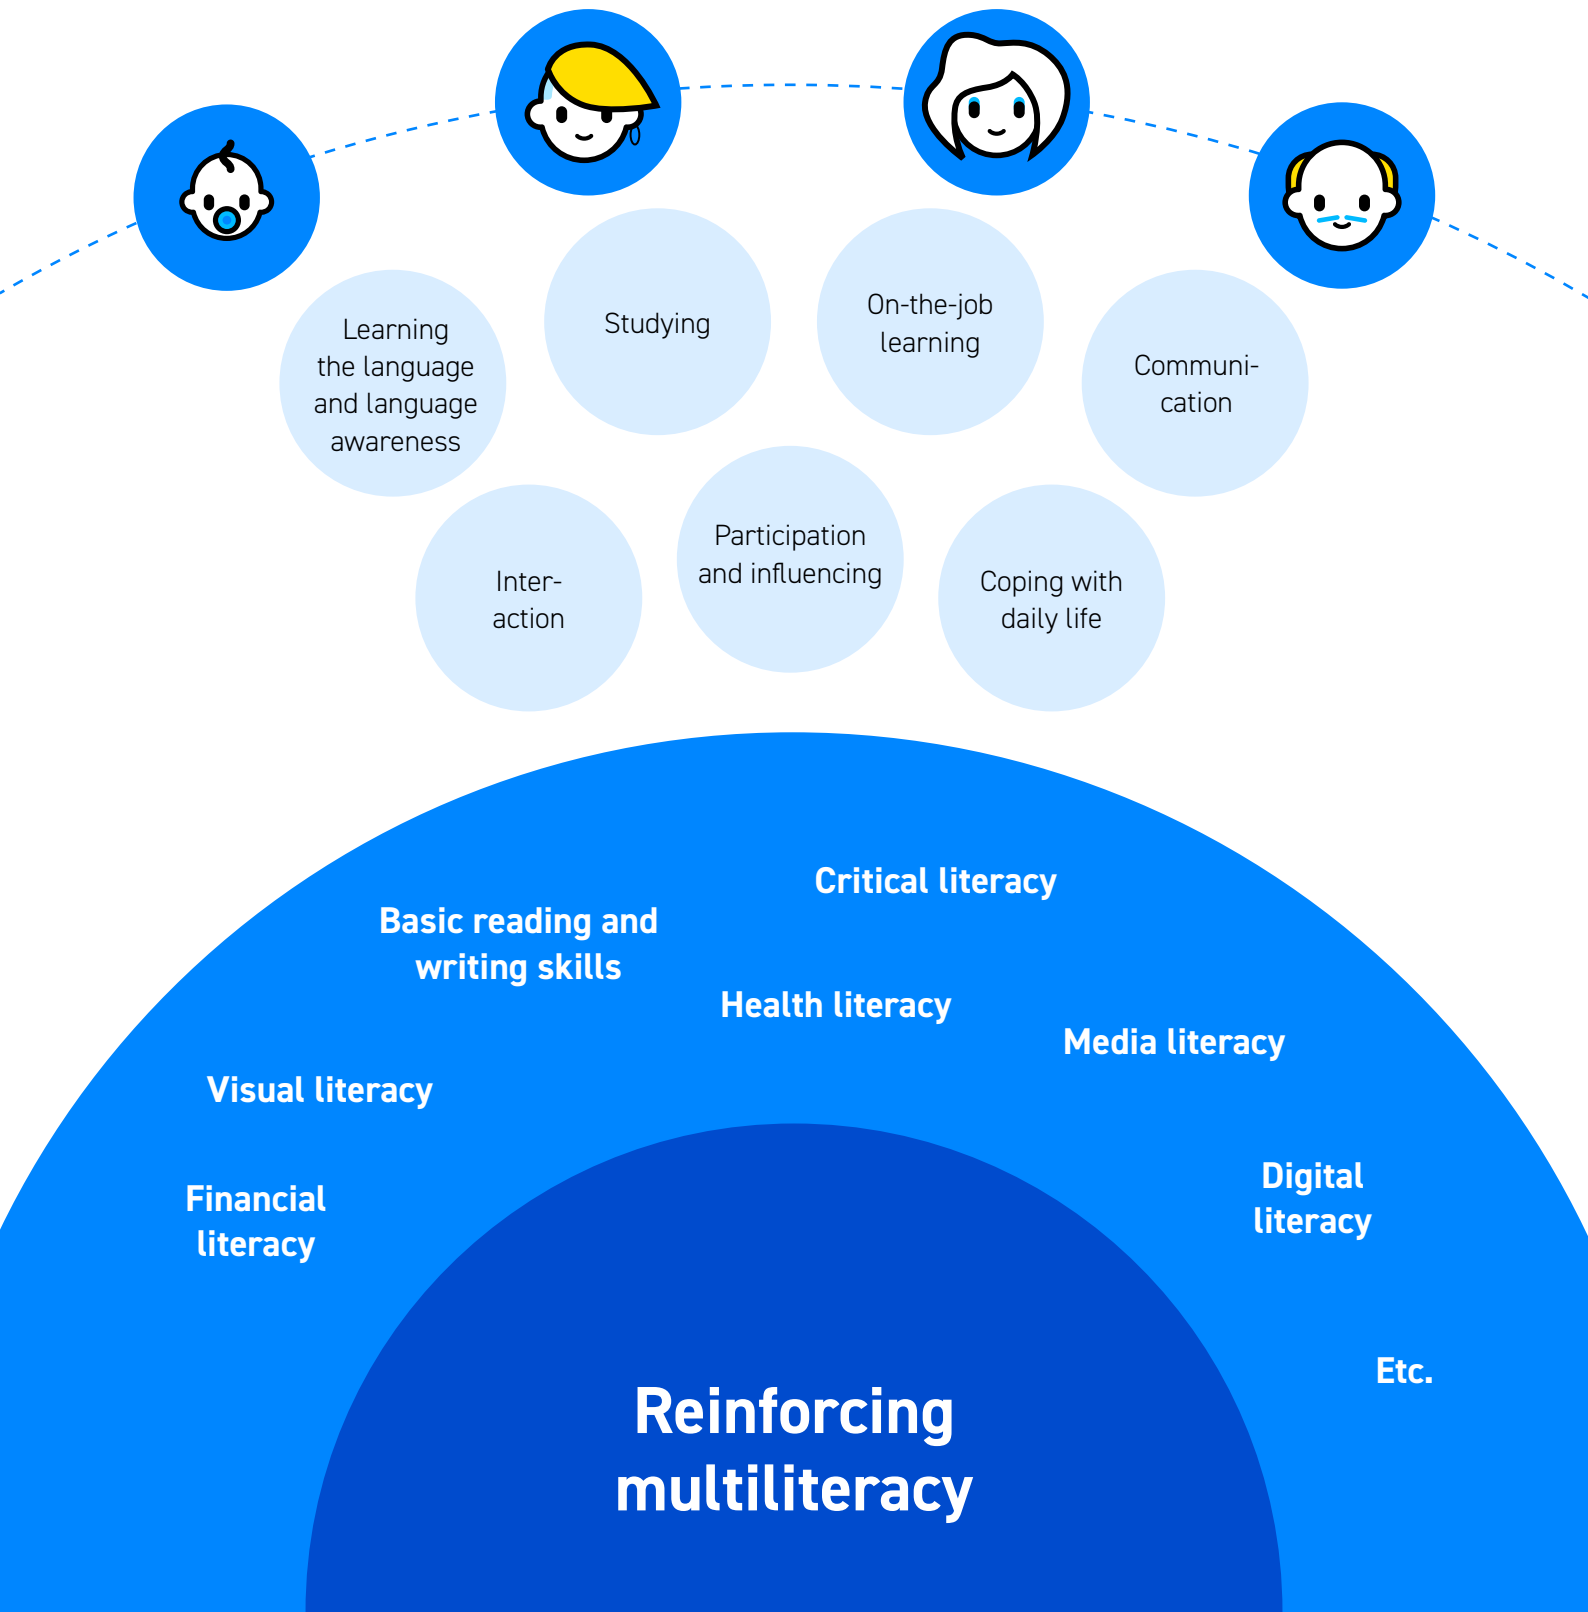 Learning
the language
and language
awareness
Studying
On-the-job
learning
Communi-
cation
Inter-
action
Participation
and influencing
Coping with
daily life
Critical literacy
Basic reading and
writing skills
Health literacy
Media literacy
Visual literacy
Financial
literacy
Digital
literacy
Etc.
Reinforcing
multiliteracy